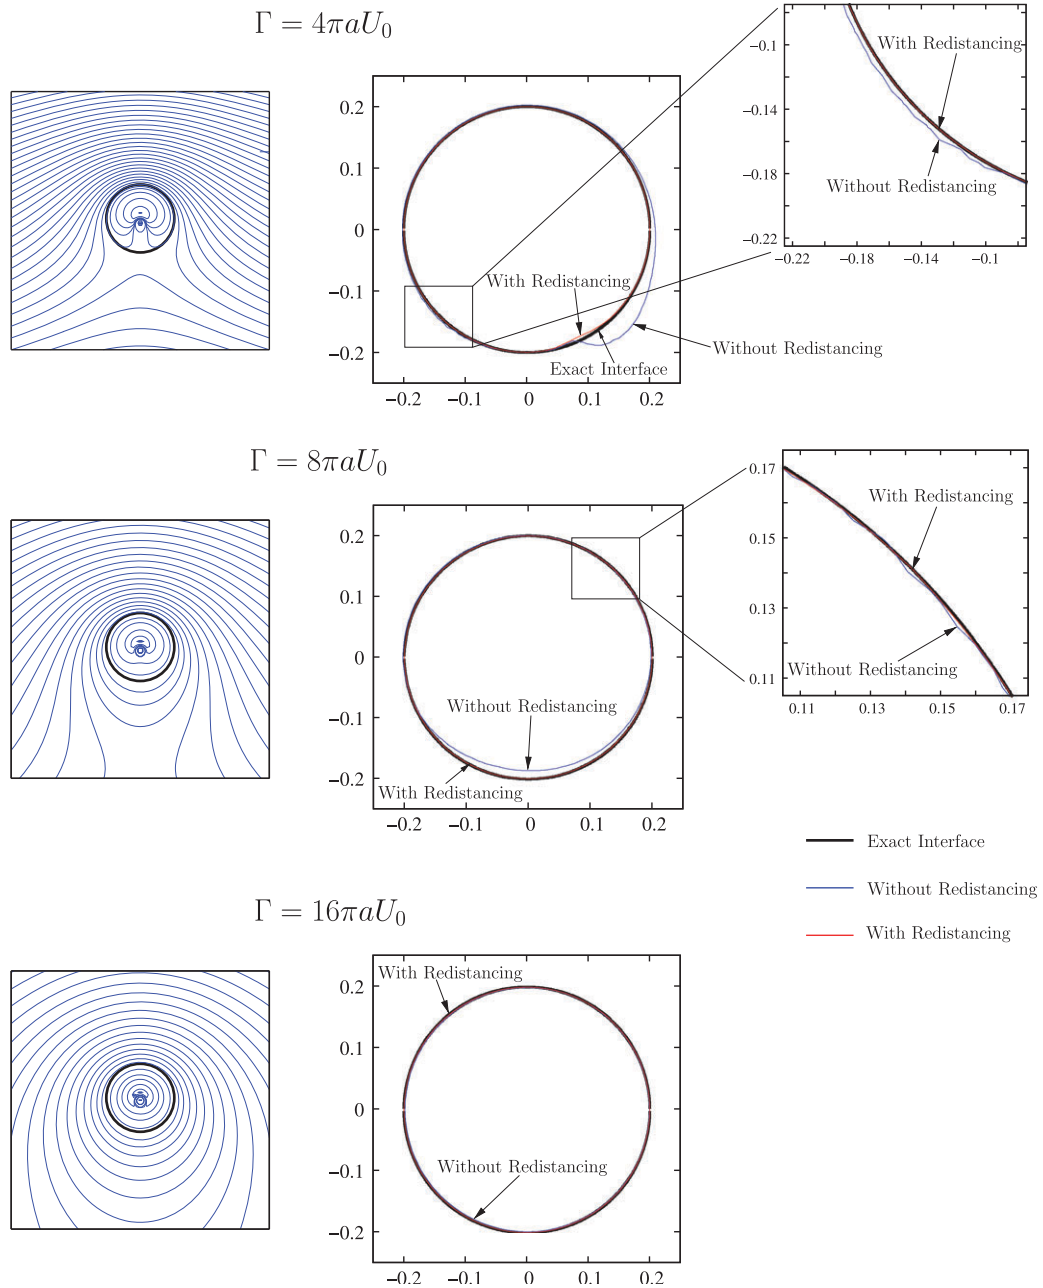 Γ = 4πaU₀
−0.1
−0.14
−0.18
−0.22
−0.22 −0.18 −0.13 −0.1
With Redistancing
Without Redistancing
0.2
0.1
0
−0.1
−0.2
−0.2 −0.1 0 0.1 0.2
With Redistancing
Without Redistancing
Exact Interface
Γ = 8πaU₀
0.2
0.1
0
−0.1
−0.2
−0.2 −0.1 0 0.1 0.2
Without Redistancing
With Redistancing
0.17
0.15
0.13
0.11
0.11 0.13 0.15 0.17
With Redistancing
Without Redistancing
Exact Interface
Without Redistancing
With Redistancing
Γ = 16πaU₀
With Redistancing
0.2
0.1
0
−0.1
−0.2
−0.2 −0.1 0 0.1 0.2
Without Redistancing